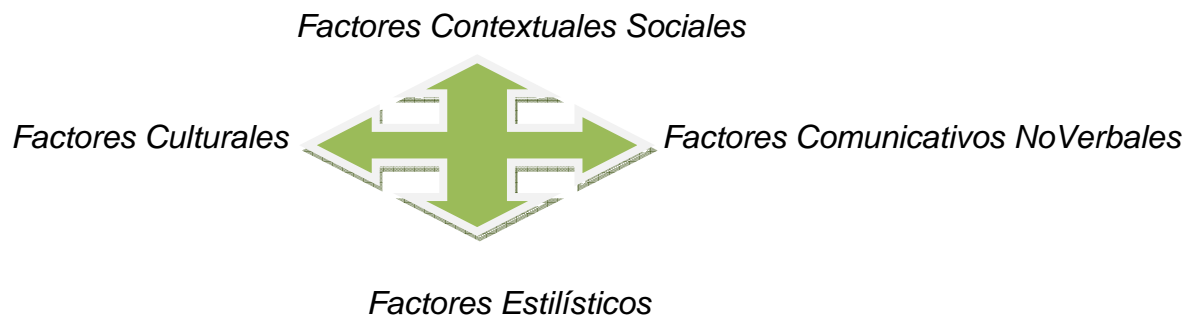 Factores Contextuales Sociales
Factores Culturales
Factores Comunicativos NoVerbales
Factores Estilísticos